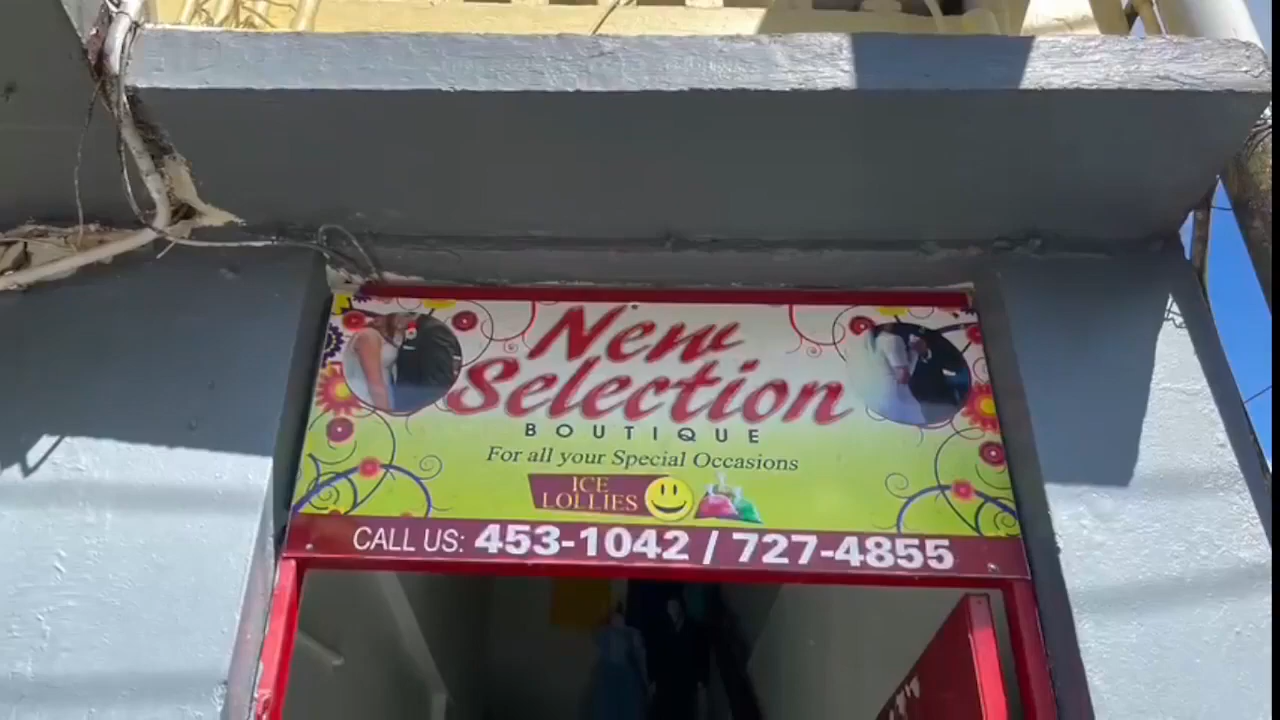 New
Selection
BOUTIQUE
For all your Special Occasions
ICE
LOLLIES
CALL US: 453-1042 / 727-4855